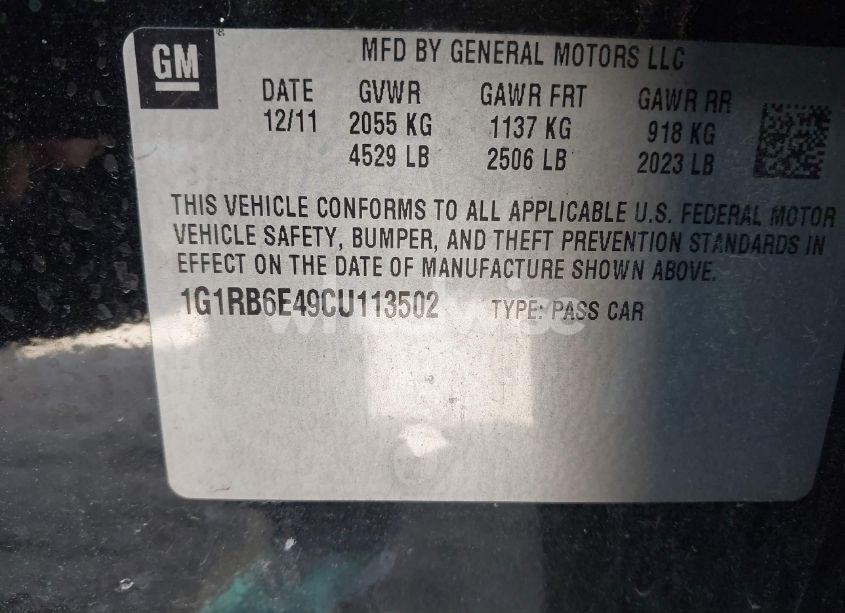 GM
MFD BY GENERAL MOTORS LLC
DATE GVWR GAWR FRT GAWR RR
12/11 2055 KG 1137 KG 918 KG
4529 LB 2506 LB 2023 LB
THIS VEHICLE CONFORMS TO ALL APPLICABLE U.S. FEDERAL MOTOR
VEHICLE SAFETY, BUMPER, AND THEFT PREVENTION STANDARDS IN
EFFECT ON THE DATE OF MANUFACTURE SHOWN ABOVE.
1G1RB6E49CU113502 TYPE: PASS CAR